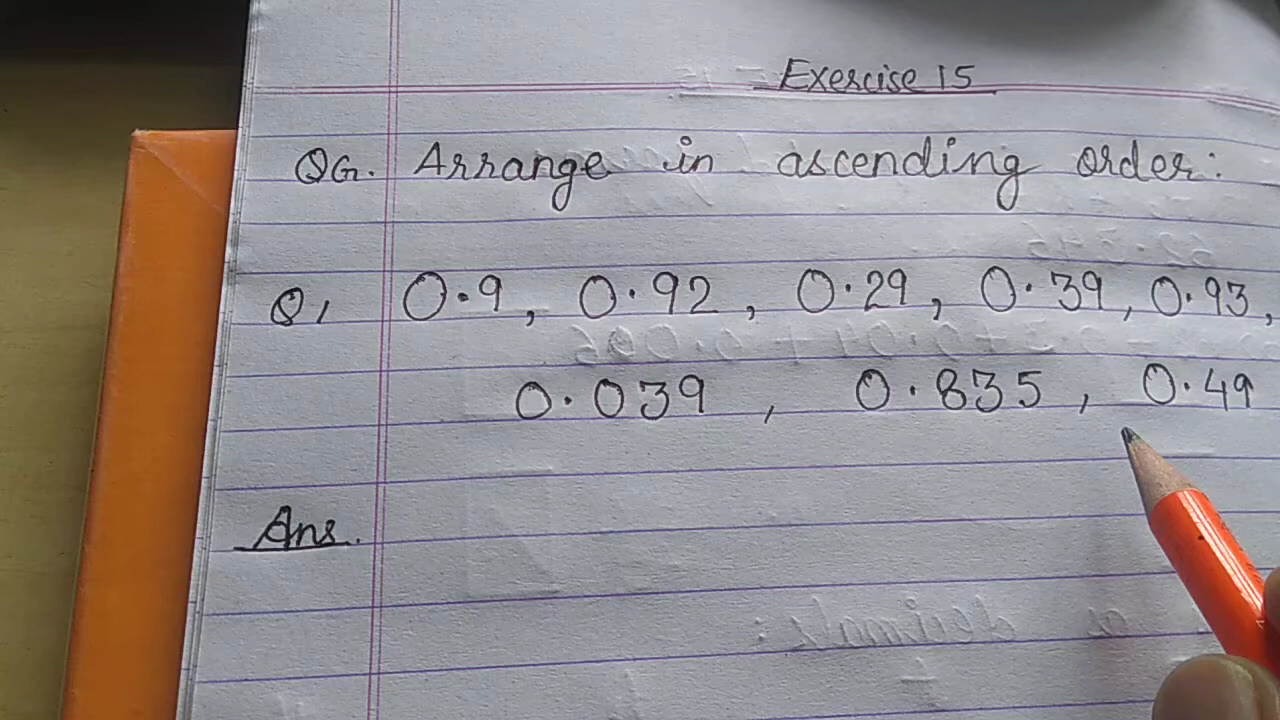 Exercise 15
QG. Arrange in ascending order:
Q1 0.9, 0.92, 0.29, 0.39, 0.93,
0.039, 0.835, 0.49
Ans.